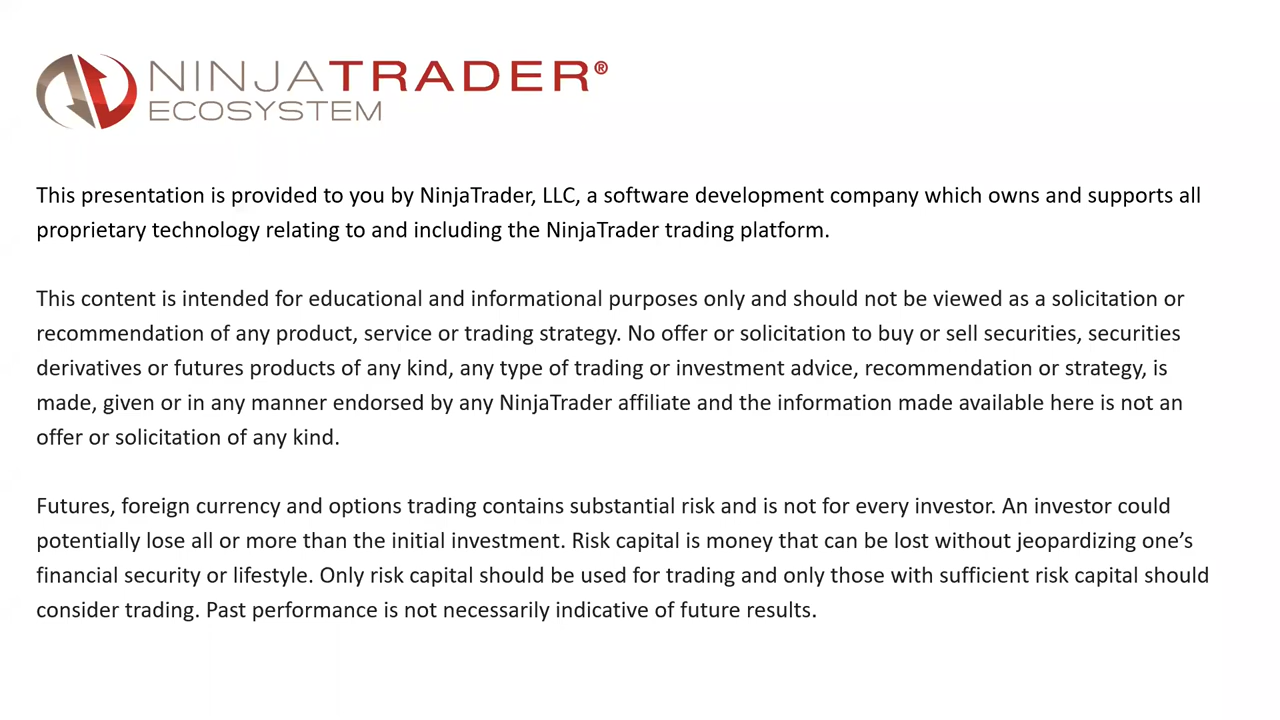 NINJATRADER®
ECOSYSTEM
This presentation is provided to you by NinjaTrader, LLC, a software development company which owns and supports all
proprietary technology relating to and including the NinjaTrader trading platform.
This content is intended for educational and informational purposes only and should not be viewed as a solicitation or
recommendation of any product, service or trading strategy. No offer or solicitation to buy or sell securities, securities
derivatives or futures products of any kind, any type of trading or investment advice, recommendation or strategy, is
made, given or in any manner endorsed by any NinjaTrader affiliate and the information made available here is not an
offer or solicitation of any kind.
Futures, foreign currency and options trading contains substantial risk and is not for every investor. An investor could
potentially lose all or more than the initial investment. Risk capital is money that can be lost without jeopardizing one’s
financial security or lifestyle. Only risk capital should be used for trading and only those with sufficient risk capital should
consider trading. Past performance is not necessarily indicative of future results.